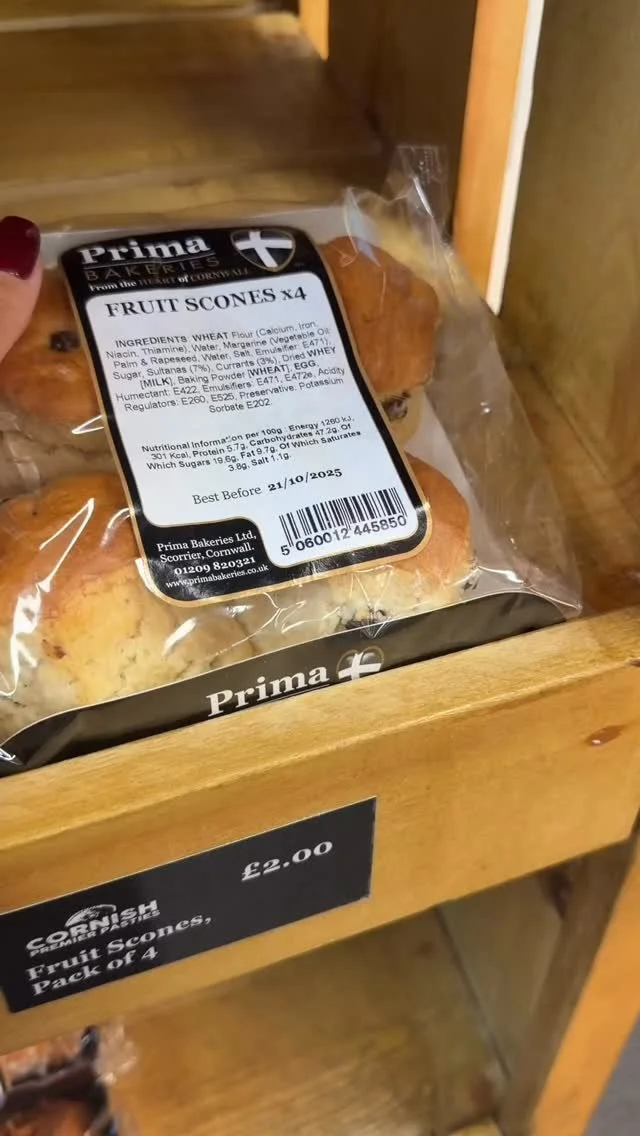 Prima
BAKERIES
From the HEART of CORNWALL
FRUIT SCONES x4
INGREDIENTS: WHEAT Flour (Calcium, Iron,
Niacin, Thiamine), Water, Margarine (Vegetable Oil:
Palm & Rapeseed, Water, Salt, Emulsifier: E471),
Sugar, Sultanas (7%), Currants (3%), Dried WHEY
[MILK], Baking Powder [WHEAT], EGG,
Humectant: E422, Emulsifiers: E471, E472e, Acidity
Regulators: E260, E525, Preservative: Potassium
Sorbate E202.
Nutritional Information per 100g : Energy 1260 kJ,
301 Kcal, Protein 5.7g, Carbohydrates 47.2g, Of
Which Sugars 19.6g, Fat 9.7g, Of Which Saturates
3.8g, Salt 1.1g.
Best Before 21/10/2025
Prima Bakeries Ltd,
Scorrier, Cornwall.
01209 820321
www.primabakeries.co.uk
5 060012 445850
Prima
£2.00
CORNISH
PREMIER PASTIES
Fruit Scones,
Pack of 4